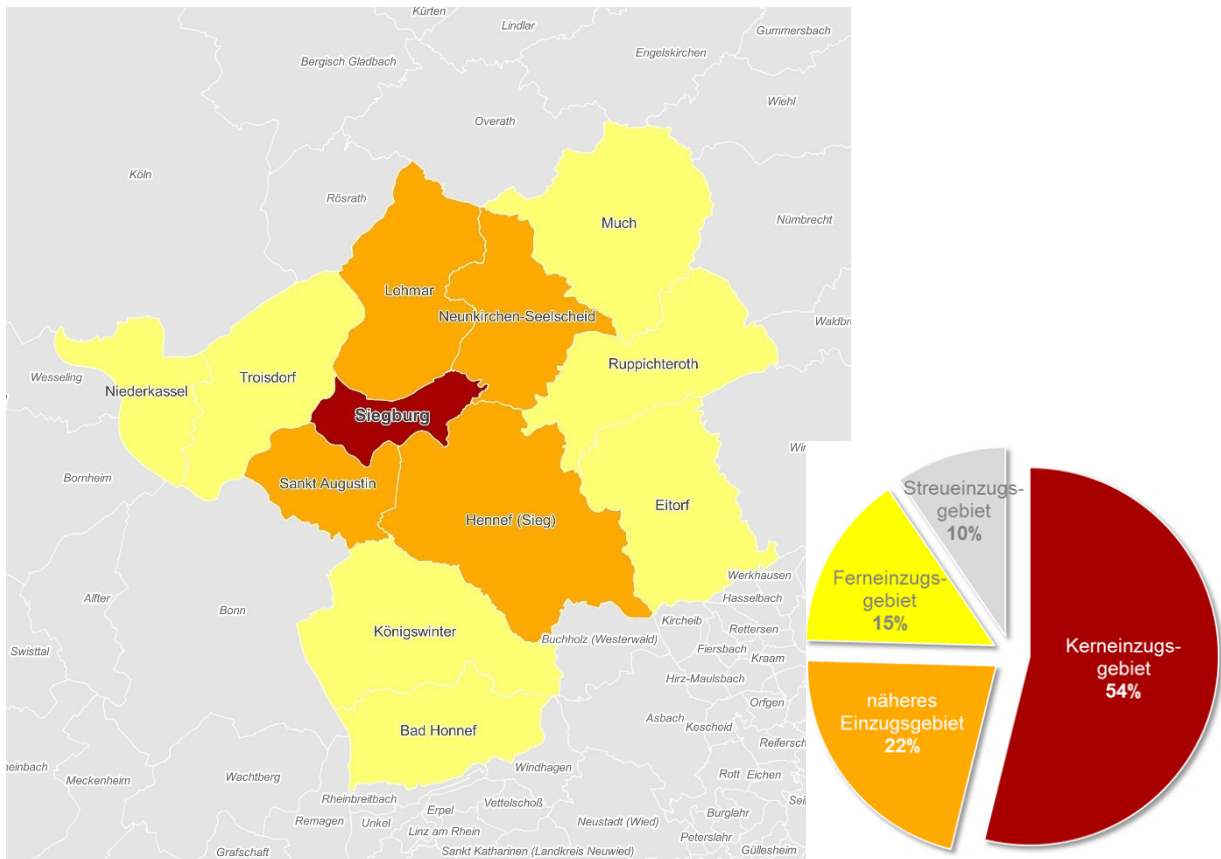 Kürten
Lindlar
Gummersbach
Engelskirchen
Bergisch Gladbach
Wiehl
Overath
Köln
Rösrath
Nümbrecht
Much
Lohmar
Neunkirchen-Seelscheid
Waldbr
Ruppichteroth
Wesseling
Niederkassel
Troisdorf
Siegburg
Bornheim
Sankt Augustin
Hennef (Sieg)
Eitorf
Win
Werkhausen
Hasselbach
Alfter
Bonn
Kircheib
Rettersen
Königswinter
Buchholz (Westerwald)
Fiersbach
Swisttal
Kraam
Hirz-Maulsbach
Orfgen
Asbach
Kescheid
Bad Honnef
Reifersch
Meckenheim
Wachtberg
Windhagen
Rott
Eichen
heinbach
Rheinbreitbach
Erpel
Vettelschoß
Sei
Remagen
Unkel
Linz am Rhein
Neustadt (Wied)
Burglahr
Peterslahr
Grafschaft
Sankt Katharinen (Landkreis Neuwied)
Güllesheim
Streueinzugs-
gebiet
10%
Ferneinzugs-
gebiet
15%
Kerneinzugs-
gebiet
54%
näheres
Einzugsgebiet
22%